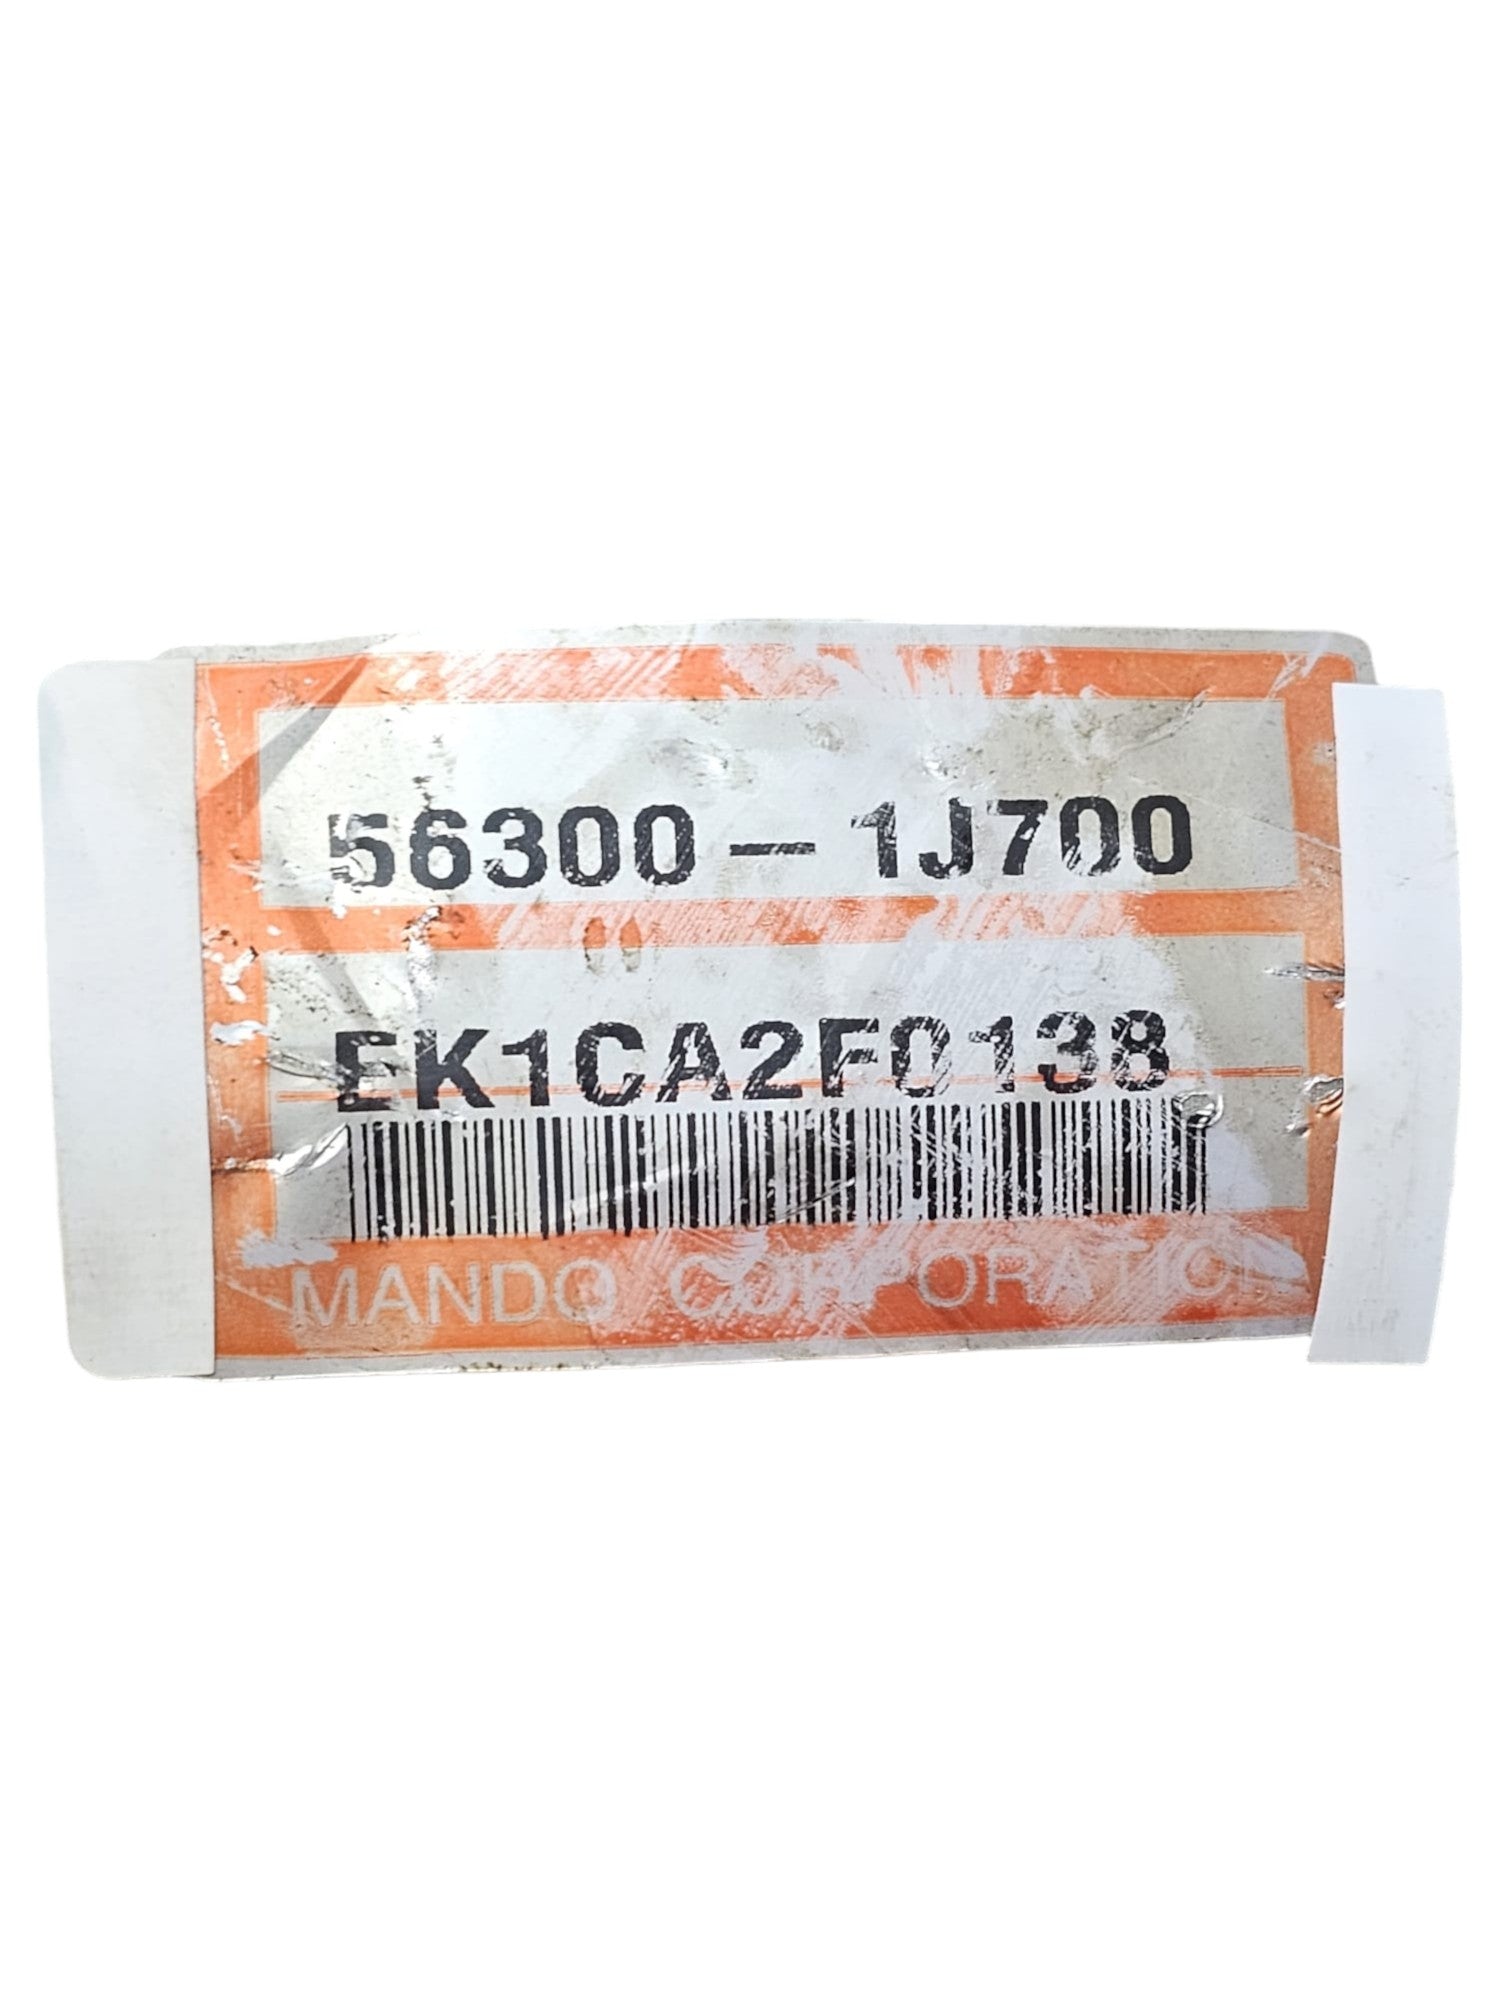 56300-1J700
EK1CA2F0138
MANDO CORPORATION